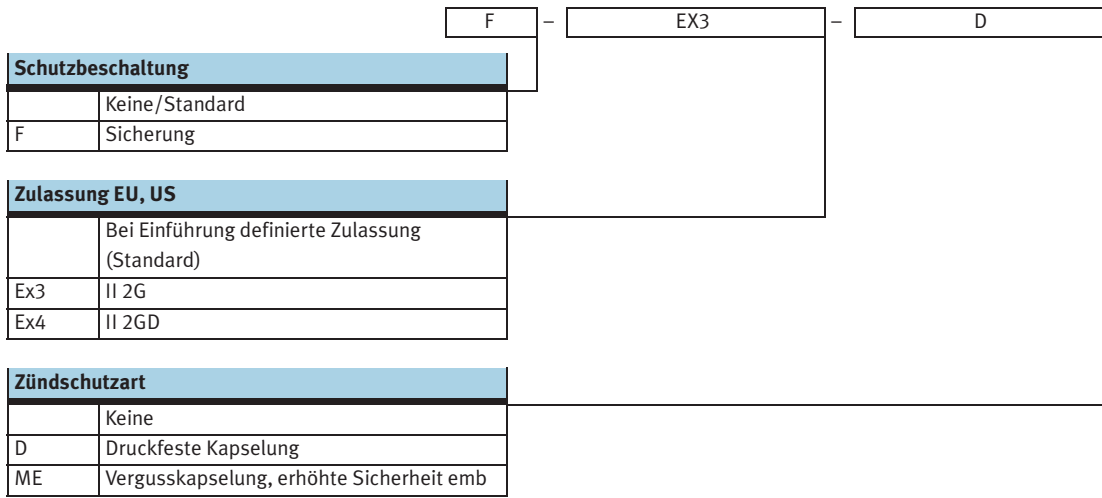 F – EX3 – D
Schutzbeschaltung
Keine/Standard
F Sicherung
Zulassung EU, US
Bei Einführung definierte Zulassung
(Standard)
Ex3 II 2G
Ex4 II 2GD
Zündschutzart
Keine
D Druckfeste Kapselung
ME Vergusskapselung, erhöhte Sicherheit emb